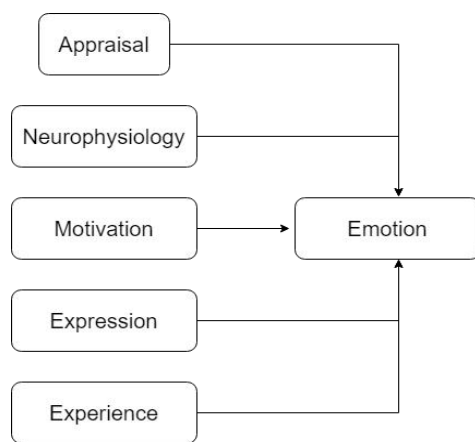 Appraisal
Neurophysiology
Motivation
Emotion
Expression
Experience